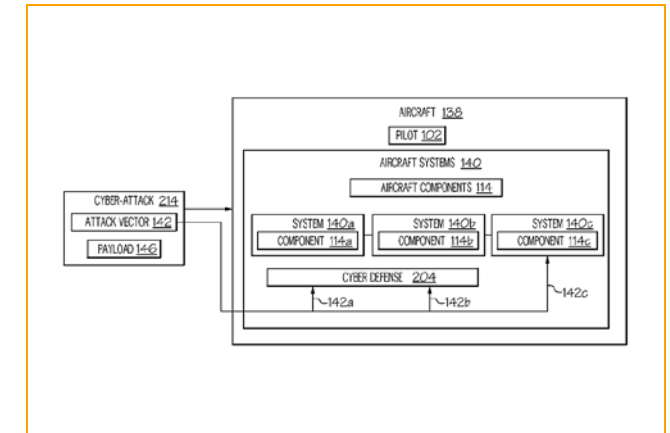 AIRCRAFT 138
PILOT 102
AIRCRAFT SYSTEMS 140
AIRCRAFT COMPONENTS 114
CYBER-ATTACK 214
ATTACK VECTOR 142
PAYLOAD 146
SYSTEM 140a
COMPONENT 114a
SYSTEM 140b
COMPONENT 114b
SYSTEM 140c
COMPONENT 114c
CYBER DEFENSE 204
142a
142b
142c